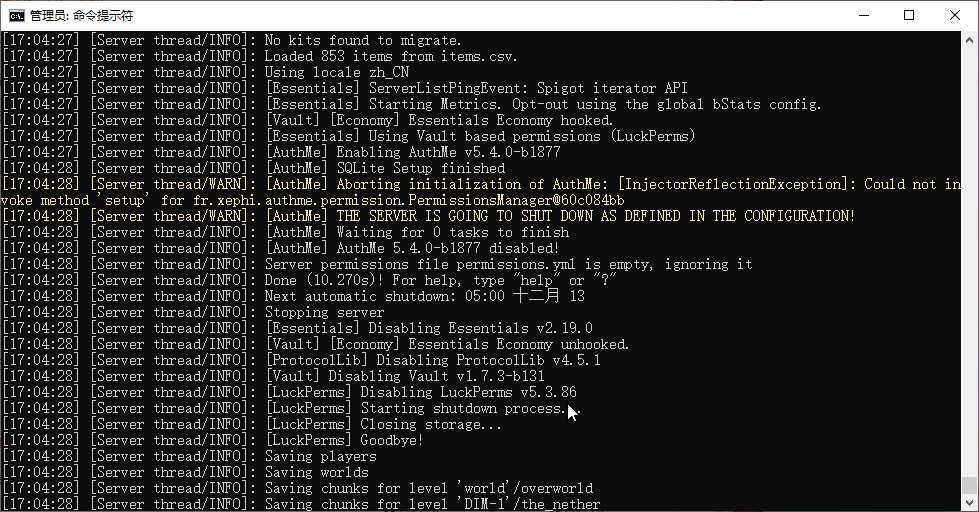 管理员: 命令提示符
[17:04:27] [Server thread/INFO]: No kits found to migrate.
[17:04:27] [Server thread/INFO]: Loaded 853 items from items.csv.
[17:04:27] [Server thread/INFO]: Using locale zh_CN
[17:04:27] [Server thread/INFO]: [Essentials] ServerListPingEvent: Spigot iterator API
[17:04:27] [Server thread/INFO]: [Essentials] Starting Metrics. Opt-out using the global bStats config.
[17:04:27] [Server thread/INFO]: [Vault] [Economy] Essentials Economy hooked.
[17:04:27] [Server thread/INFO]: [Essentials] Using Vault based permissions (LuckPerms)
[17:04:27] [Server thread/INFO]: [AuthMe] Enabling AuthMe v5.4.0-b1877
[17:04:28] [Server thread/INFO]: [AuthMe] SQLite Setup finished
[17:04:28] [Server thread/WARN]: [AuthMe] Aborting initialization of AuthMe: [InjectorReflectionException]: Could not in
voke method 'setup' for fr.xephi.authme.permission.PermissionsManager@60c084bb
[17:04:28] [Server thread/WARN]: [AuthMe] THE SERVER IS GOING TO SHUT DOWN AS DEFINED IN THE CONFIGURATION!
[17:04:28] [Server thread/INFO]: [AuthMe] Waiting for 0 tasks to finish
[17:04:28] [Server thread/INFO]: [AuthMe] AuthMe 5.4.0-b1877 disabled!
[17:04:28] [Server thread/INFO]: Server permissions file permissions.yml is empty, ignoring it
[17:04:28] [Server thread/INFO]: Done (10.270s)! For help, type "help" or "?"
[17:04:28] [Server thread/INFO]: Next automatic shutdown: 05:00 十二月 13
[17:04:28] [Server thread/INFO]: Stopping server
[17:04:28] [Server thread/INFO]: [Essentials] Disabling Essentials v2.19.0
[17:04:28] [Server thread/INFO]: [Vault] [Economy] Essentials Economy unhooked.
[17:04:28] [Server thread/INFO]: [ProtocolLib] Disabling ProtocolLib v4.5.1
[17:04:28] [Server thread/INFO]: [Vault] Disabling Vault v1.7.3-b131
[17:04:28] [Server thread/INFO]: [LuckPerms] Disabling LuckPerms v5.3.86
[17:04:28] [Server thread/INFO]: [LuckPerms] Starting shutdown process...
[17:04:28] [Server thread/INFO]: [LuckPerms] Closing storage...
[17:04:28] [Server thread/INFO]: [LuckPerms] Goodbye!
[17:04:28] [Server thread/INFO]: Saving players
[17:04:28] [Server thread/INFO]: Saving worlds
[17:04:28] [Server thread/INFO]: Saving chunks for level 'world'/overworld
[17:04:28] [Server thread/INFO]: Saving chunks for level 'DIM-1'/the_nether